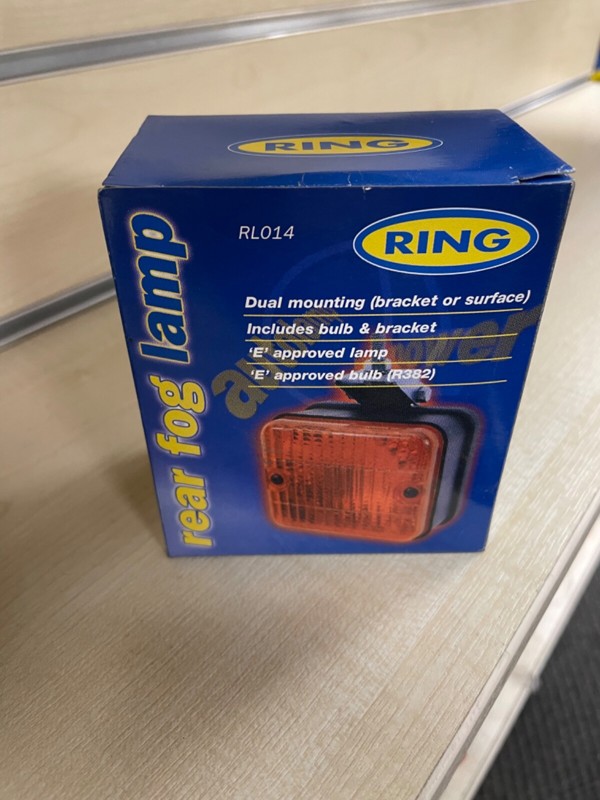 RING
RL014
RING
Dual mounting (bracket or surface)
Includes bulb & bracket
'E' approved lamp
'E' approved bulb (R382)
autopower
rear fog lamp